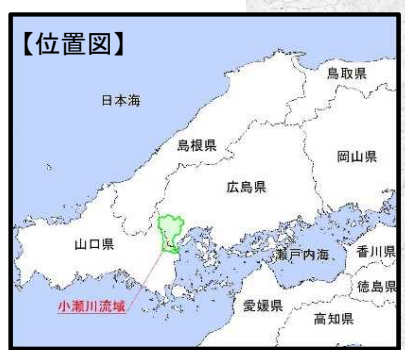 【位置図】
鳥取県
日本海
島根県
岡山県
広島県
山口県
瀬戸内海
香川県
徳島県
小瀬川流域
愛媛県
高知県